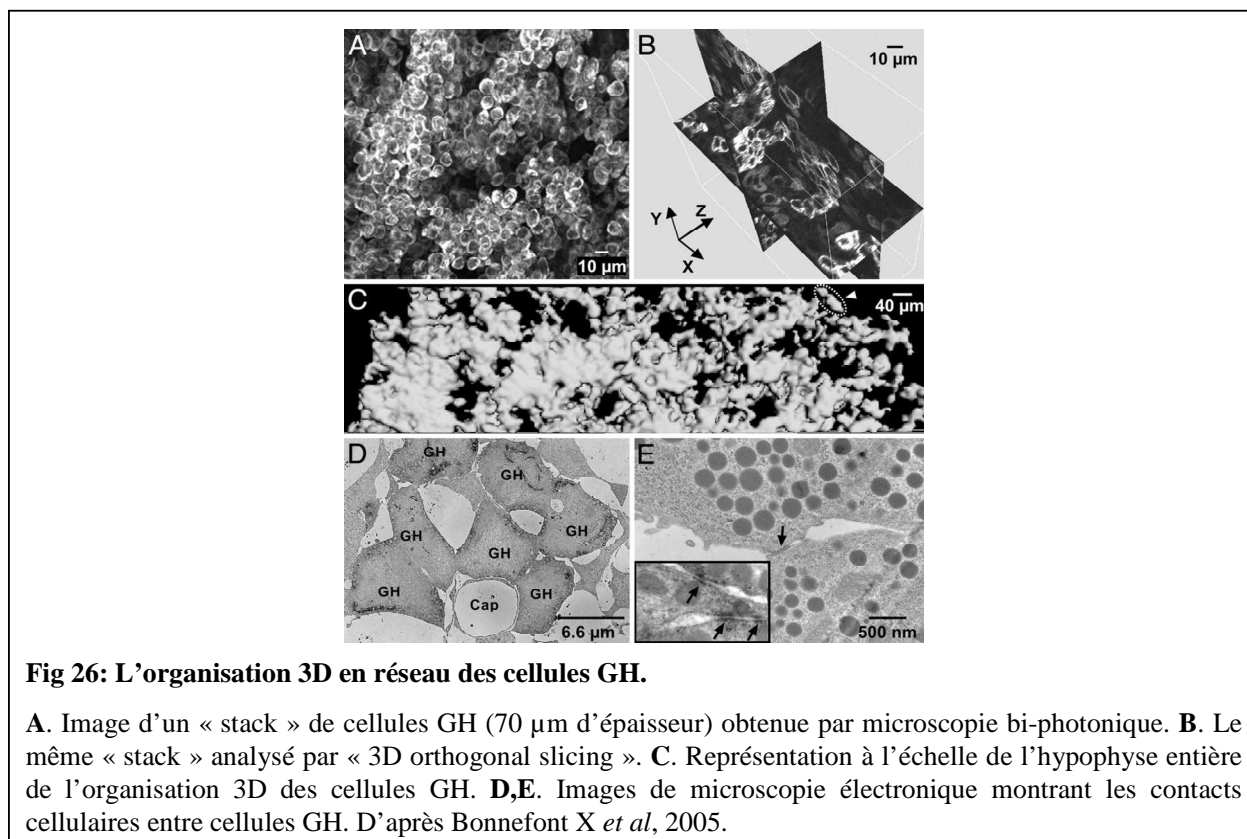 A
10 µm
B
10 µm
Y
Z
X
C
40 µm
D
GH
GH
GH
GH
GH
GH
GH
Cap
6.6 µm
E
500 nm
Fig 26: L’organisation 3D en réseau des cellules GH.
A. Image d’un « stack » de cellules GH (70 µm d’épaisseur) obtenue par microscopie bi-photonique. B. Le
même « stack » analysé par « 3D orthogonal slicing ». C. Représentation à l’échelle de l’hypophyse entière
de l’organisation 3D des cellules GH. D,E. Images de microscopie électronique montrant les contacts
cellulaires entre cellules GH. D’après Bonnefont X et al, 2005.